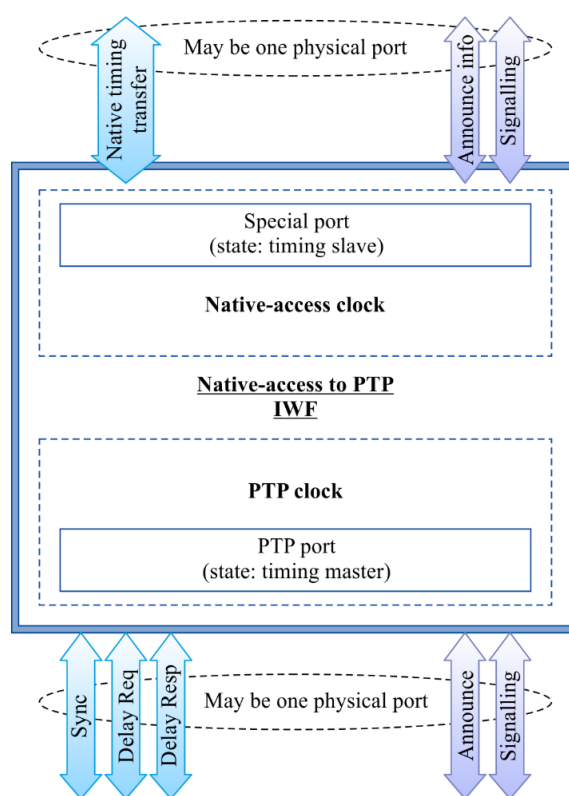 May be one physical port
Native timing
transfer
Announce info
Signalling
Special port
(state: timing slave)
Native-access clock
Native-access to PTP
IWF
PTP clock
PTP port
(state: timing master)
Sync
Delay Req
Delay Resp
May be one physical port
Announce
Signalling